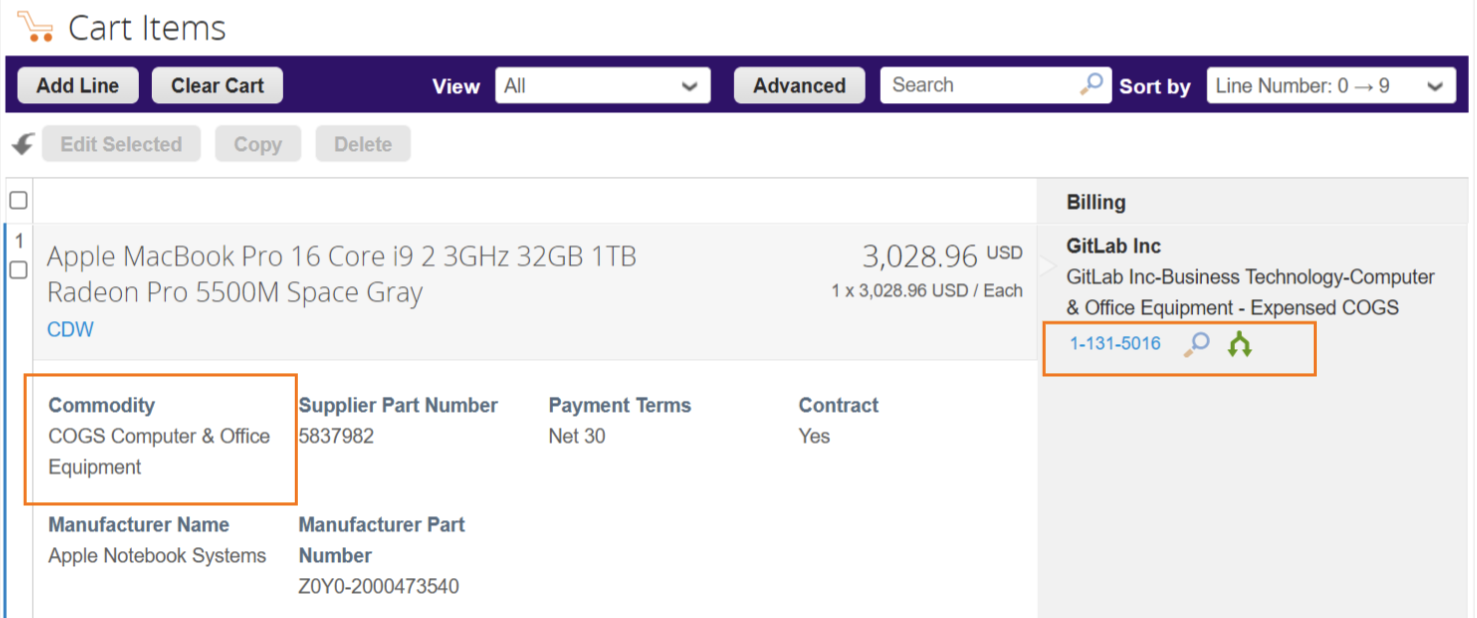 Cart Items
Add Line Clear Cart View All Advanced Search Sort by Line Number: 0 → 9
Edit Selected Copy Delete
Billing
1
Apple MacBook Pro 16 Core i9 2 3GHz 32GB 1TB
Radeon Pro 5500M Space Gray
CDW
3,028.96 USD
1 x 3,028.96 USD / Each
GitLab Inc
GitLab Inc-Business Technology-Computer
& Office Equipment - Expensed COGS
1-131-5016
Commodity
COGS Computer & Office
Equipment
Supplier Part Number
5837982
Payment Terms
Net 30
Contract
Yes
Manufacturer Name
Apple Notebook Systems
Manufacturer Part
Number
Z0Y0-2000473540